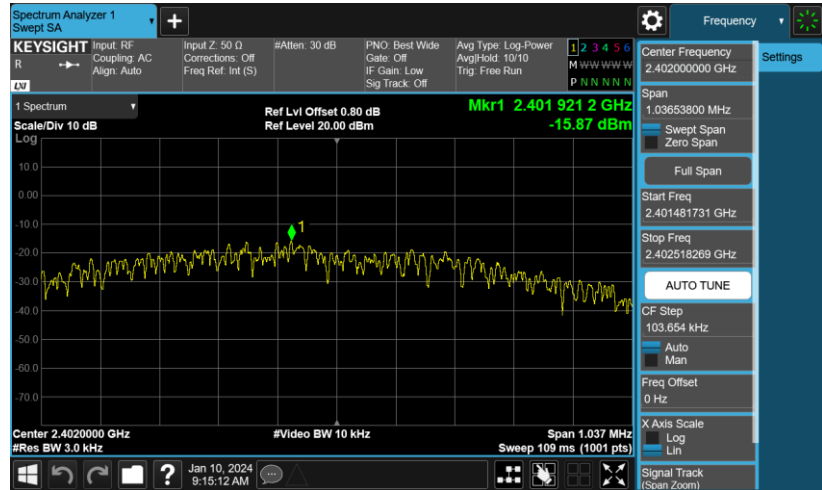 Spectrum Analyzer 1
Swept SA
+
Frequency
KEYSIGHT
R
LXI
Input: RF
Coupling: AC
Align: Auto
Input Z: 50 Ω
Corrections: Off
Freq Ref: Int (S)
#Atten: 30 dB
PNO: Best Wide
Gate: Off
IF Gain: Low
Sig Track: Off
Avg Type: Log-Power
Avg|Hold: 10/10
Trig: Free Run
1 2 3 4 5 6
M W W W W W
P N N N N N
1 Spectrum
Scale/Div 10 dB
Ref Lvl Offset 0.80 dB
Ref Level 20.00 dBm
Mkr1 2.401 921 2 GHz
-15.87 dBm
Log
10.0
0.00
-10.0
-20.0
-30.0
-40.0
-50.0
-60.0
-70.0
1
Center 2.4020000 GHz
#Res BW 3.0 kHz
#Video BW 10 kHz
Span 1.037 MHz
Sweep 109 ms (1001 pts)
?
Jan 10, 2024
9:15:12 AM
Center Frequency
2.402000000 GHz
Settings
Span
1.03653800 MHz
Swept Span
Zero Span
Full Span
Start Freq
2.401481731 GHz
Stop Freq
2.402518269 GHz
AUTO TUNE
CF Step
103.654 kHz
Auto
Man
Freq Offset
0 Hz
X Axis Scale
Log
Lin
Signal Track
(Span Zoom)